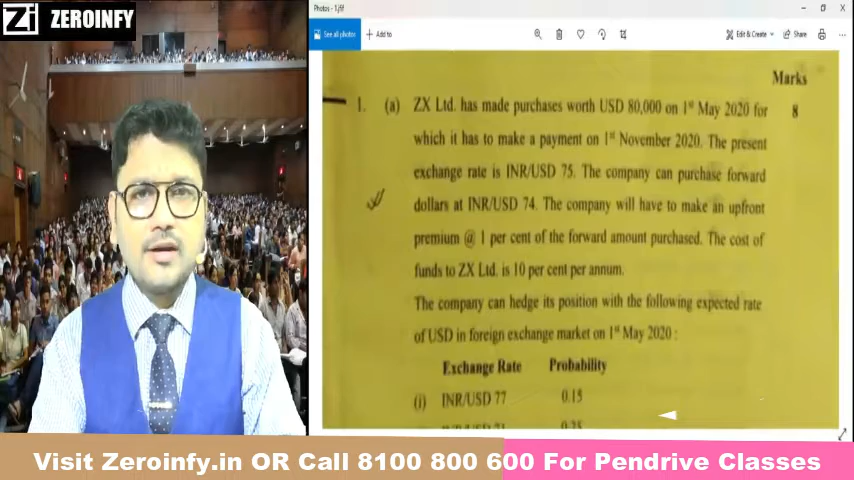 Zi ZEROINFY
Photos - 1.jfif
See all photos + Add to
Edit & Create Share
Marks
1. (a) ZX Ltd. has made purchases worth USD 80,000 on 1st May 2020 for 8
which it has to make a payment on 1st November 2020. The present
exchange rate is INR/USD 75. The company can purchase forward
dollars at INR/USD 74. The company will have to make an upfront
premium @ 1 per cent of the forward amount purchased. The cost of
funds to ZX Ltd. is 10 per cent per annum.
The company can hedge its position with the following expected rate
of USD in foreign exchange market on 1st May 2020 :
Exchange Rate Probability
(i) INR/USD 77 0.15
0.25
Visit Zeroinfy.in OR Call 8100 800 600 For Pendrive Classes